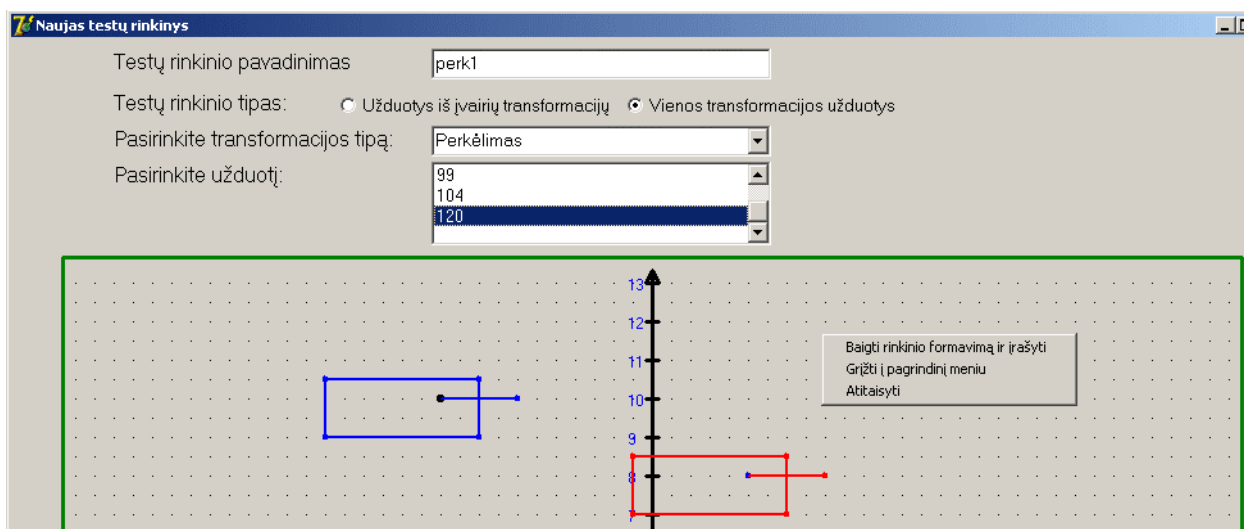 Naujas testų rinkinys
Testų rinkinio pavadinimas perk1
Testų rinkinio tipas: Užduotys iš įvairių transformacijų Vienos transformacijos užduotys
Pasirinkite transformacijos tipą: Perkėlimas
Pasirinkite užduotį: 99
104
120
13
12
Baigti rinkinio formavimą ir įrašyti
11
Grįžti į pagrindinį meniu
Atitaisyti
10
9
8
7